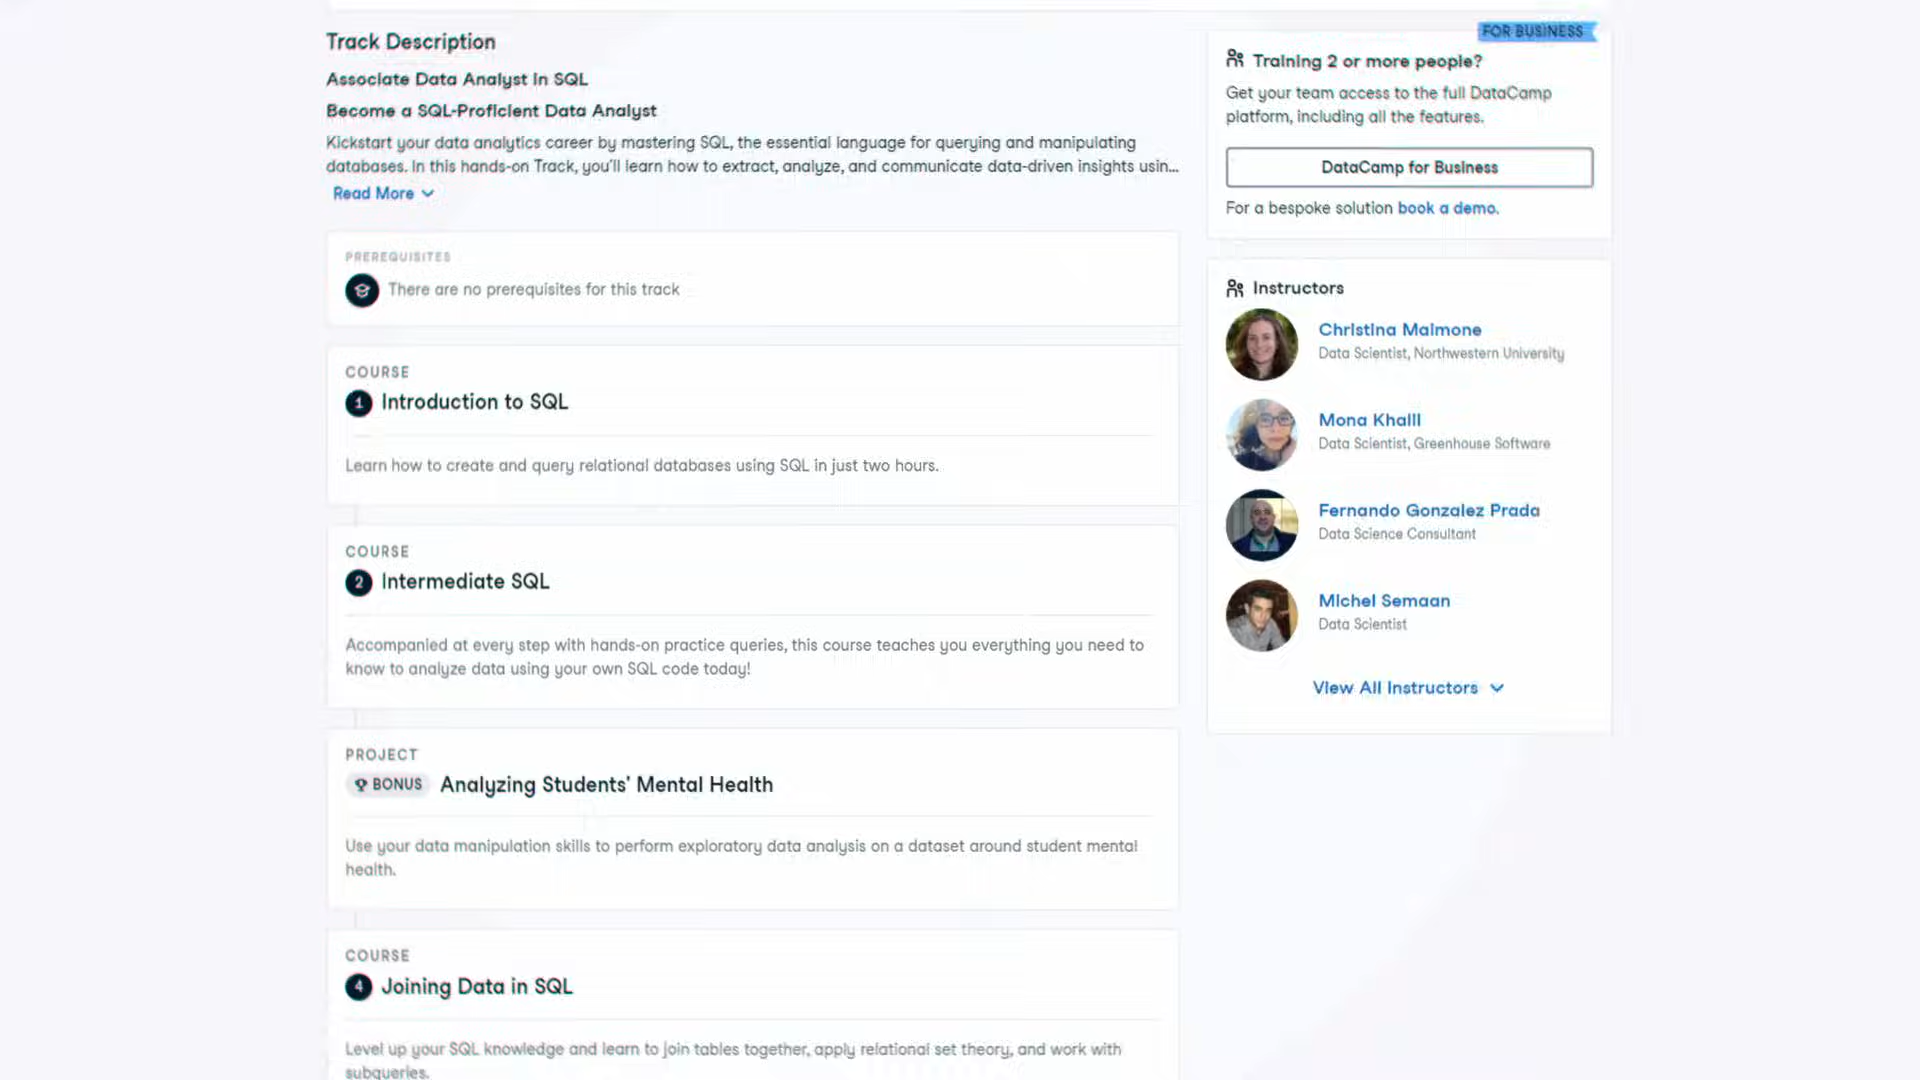 Track Description
Associate Data Analyst in SQL
Become a SQL-Proficient Data Analyst
Kickstart your data analytics career by mastering SQL, the essential language for querying and manipulating
databases. In this hands-on Track, you'll learn how to extract, analyze, and communicate data-driven insights usin...
Read More
PREREQUISITES
There are no prerequisites for this track
COURSE
1 Introduction to SQL
Learn how to create and query relational databases using SQL in just two hours.
COURSE
2 Intermediate SQL
Accompanied at every step with hands-on practice queries, this course teaches you everything you need to
know to analyze data using your own SQL code today!
PROJECT
BONUS Analyzing Students' Mental Health
Use your data manipulation skills to perform exploratory data analysis on a dataset around student mental
health.
COURSE
4 Joining Data in SQL
Level up your SQL knowledge and learn to join tables together, apply relational set theory, and work with
subqueries.
FOR BUSINESS
Training 2 or more people?
Get your team access to the full DataCamp
platform, including all the features.
DataCamp for Business
For a bespoke solution book a demo.
Instructors
Christina Maimone
Data Scientist, Northwestern University
Mona Khalil
Data Scientist, Greenhouse Software
Fernando Gonzalez Prada
Data Science Consultant
Michel Semaan
Data Scientist
View All Instructors